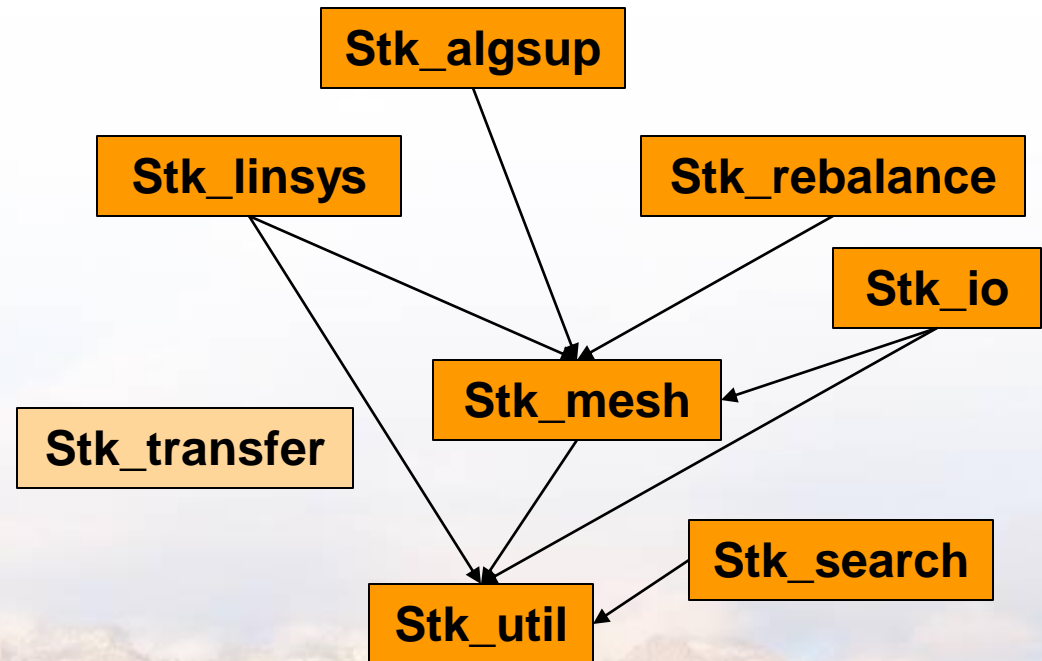 Stk_algsup
Stk_linsys
Stk_rebalance
Stk_io
Stk_mesh
Stk_transfer
Stk_search
Stk_util